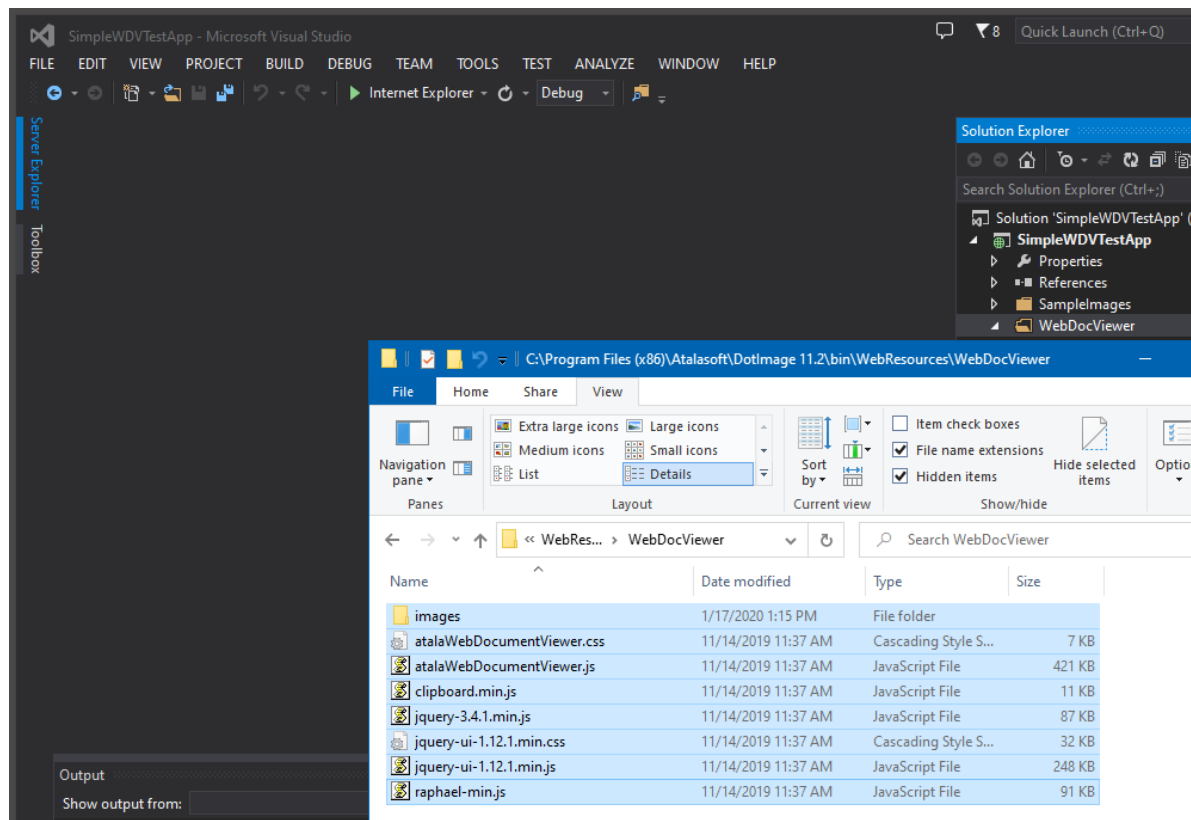 SimpleWDVTestApp - Microsoft Visual Studio
8
Quick Launch (Ctrl+Q)
FILE EDIT VIEW PROJECT BUILD DEBUG TEAM TOOLS TEST ANALYZE WINDOW HELP
Internet Explorer
Debug
Server Explorer
Toolbox
Solution Explorer
Search Solution Explorer (Ctrl+;)
Solution 'SimpleWDVTestApp' (
SimpleWDVTestApp
Properties
References
SampleImages
WebDocViewer
C:\Program Files (x86)\Atalasoft\DotImage 11.2\bin\WebResources\WebDocViewer
File Home Share View
Navigation pane
Panes
Extra large icons Large icons
Medium icons Small icons
List Details
Layout
Sort by
Current view
Item check boxes
File name extensions
Hidden items
Hide selected items
Show/hide
Optio
« WebRes... › WebDocViewer
Search WebDocViewer
Name Date modified Type Size
images 1/17/2020 1:15 PM File folder
atalaWebDocumentViewer.css 11/14/2019 11:37 AM Cascading Style S... 7 KB
atalaWebDocumentViewer.js 11/14/2019 11:37 AM JavaScript File 421 KB
clipboard.min.js 11/14/2019 11:37 AM JavaScript File 11 KB
jquery-3.4.1.min.js 11/14/2019 11:37 AM JavaScript File 87 KB
jquery-ui-1.12.1.min.css 11/14/2019 11:37 AM Cascading Style S... 32 KB
jquery-ui-1.12.1.min.js 11/14/2019 11:37 AM JavaScript File 248 KB
raphael-min.js 11/14/2019 11:37 AM JavaScript File 91 KB
Output
Show output from: